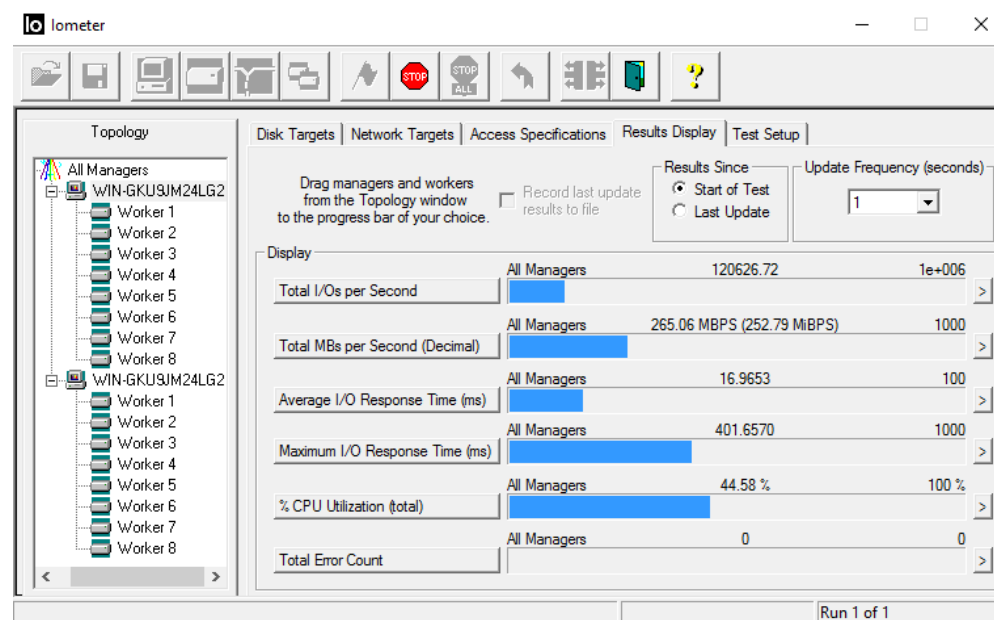 Io Iometer
STOP STOP ALL ?
Topology
All Managers
WIN-GKU9JM24LG2
Worker 1
Worker 2
Worker 3
Worker 4
Worker 5
Worker 6
Worker 7
Worker 8
WIN-GKU9JM24LG2
Worker 1
Worker 2
Worker 3
Worker 4
Worker 5
Worker 6
Worker 7
Worker 8
Disk Targets Network Targets Access Specifications Results Display Test Setup
Drag managers and workers
from the Topology window
to the progress bar of your choice.
Record last update
results to file
Results Since
Start of Test
Last Update
Update Frequency (seconds)
1
Display
All Managers 120626.72 1e+006
Total I/Os per Second >
All Managers 265.06 MBPS (252.79 MiBPS) 1000
Total MBs per Second (Decimal) >
All Managers 16.9653 100
Average I/O Response Time (ms) >
All Managers 401.6570 1000
Maximum I/O Response Time (ms) >
All Managers 44.58 % 100 %
% CPU Utilization (total) >
All Managers 0 0
Total Error Count >
Run 1 of 1